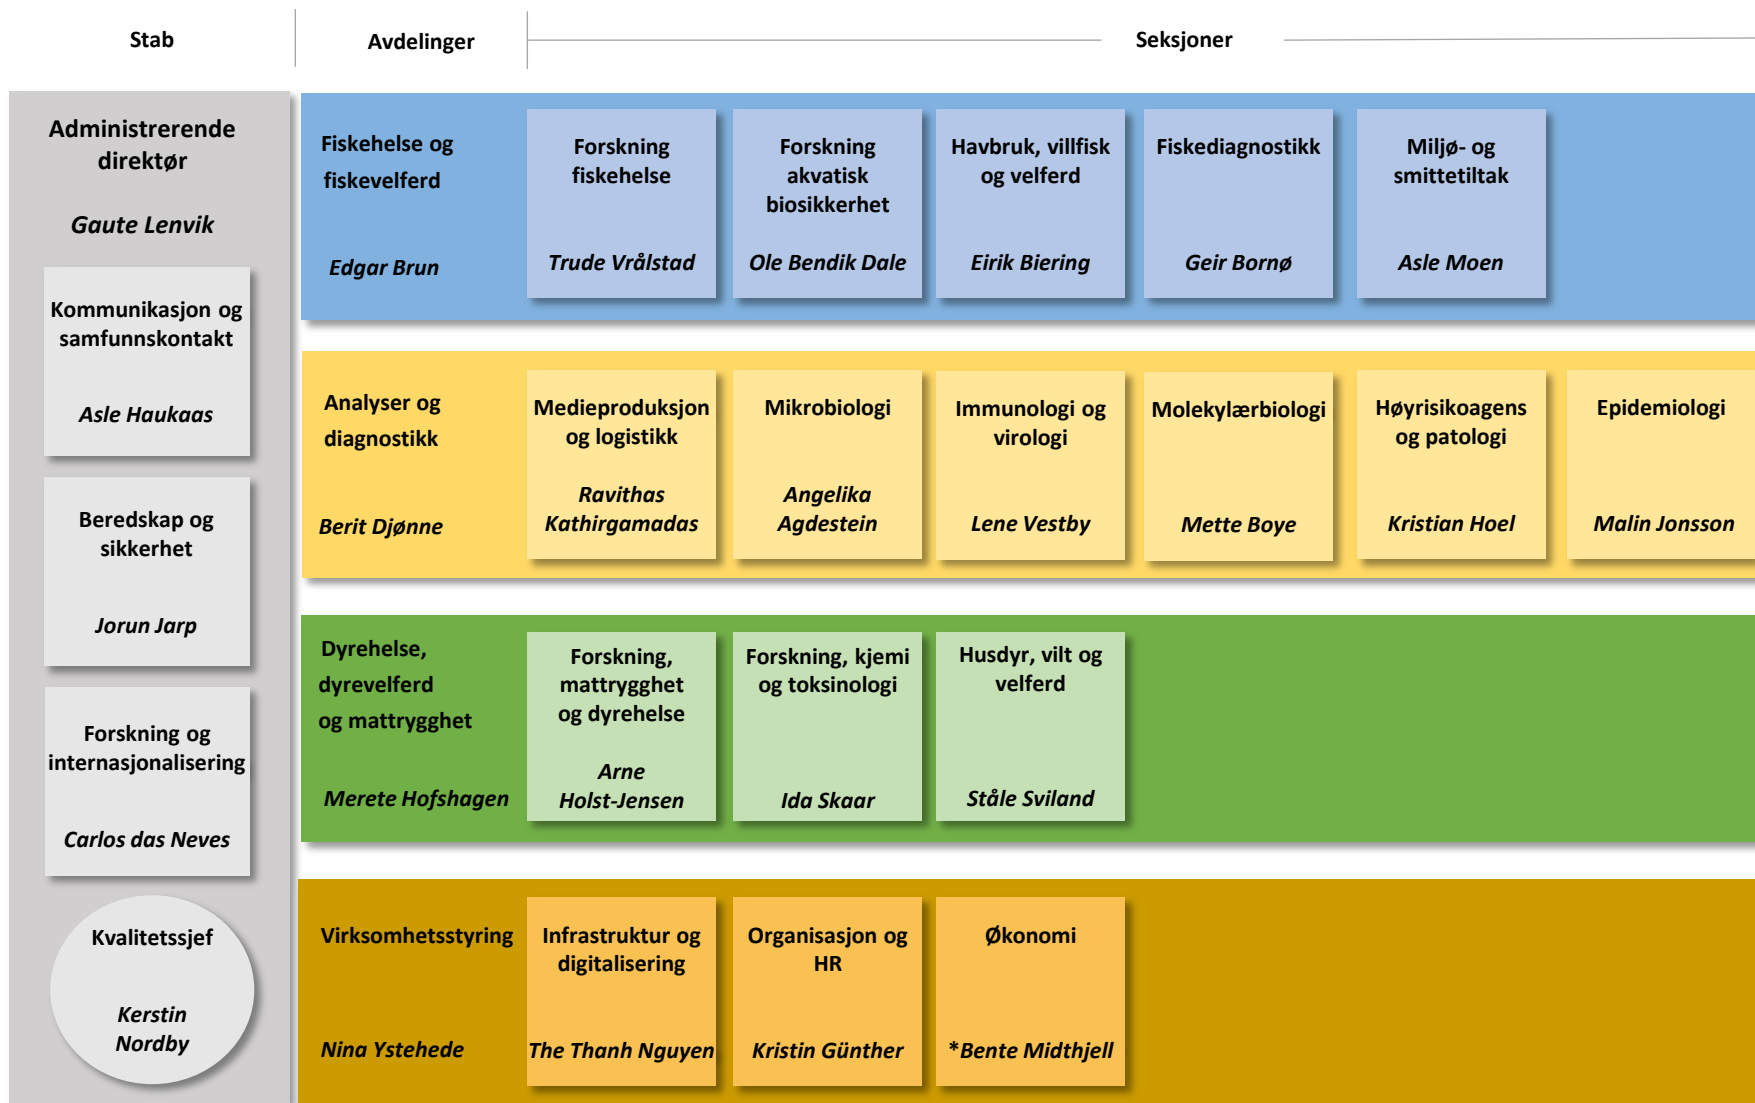 Stab
Avdelinger
Seksjoner
Administrerende
direktør
Gaute Lenvik
Kommunikasjon og
samfunnskontakt
Asle Haukaas
Beredskap og
sikkerhet
Jorun Jarp
Forskning og
internasjonalisering
Carlos das Neves
Kvalitetssjef
Kerstin
Nordby
Fiskehelse og
fiskevelferd
Edgar Brun
Forskning
fiskehelse
Trude Vrålstad
Forskning
akvatisk
biosikkerhet
Ole Bendik Dale
Havbruk, villfisk
og velferd
Eirik Biering
Fiskediagnostikk
Geir Bornø
Miljø- og
smittetiltak
Asle Moen
Analyser og
diagnostikk
Berit Djønne
Medieproduksjon
og logistikk
Ravithas
Kathirgamadas
Mikrobiologi
Angelika
Agdestein
Immunologi og
virologi
Lene Vestby
Molekylærbiologi
Mette Boye
Høyrisikoagens
og patologi
Kristian Hoel
Epidemiologi
Malin Jonsson
Dyrehelse,
dyrevelferd
og mattrygghet
Merete Hofshagen
Forskning,
mattrygghet
og dyrehelse
Arne
Holst-Jensen
Forskning, kjemi
og toksinologi
Ida Skaar
Husdyr, vilt og
velferd
Ståle Sviland
Virksomhetsstyring
Nina Ystehede
Infrastruktur og
digitalisering
The Thanh Nguyen
Organisasjon og
HR
Kristin Günther
Økonomi
*Bente Midthjell